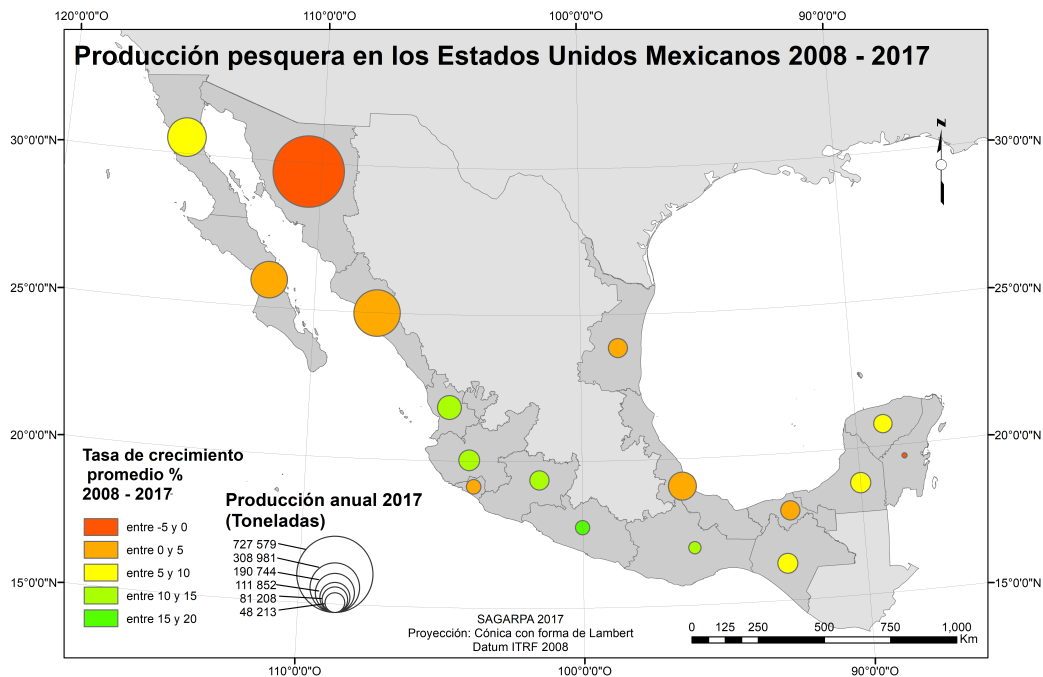 120°0'0"O 110°0'0"O 100°0'0"O 90°0'0"O
Producción pesquera en los Estados Unidos Mexicanos 2008 - 2017
N
30°0'0"N 30°0'0"N
25°0'0"N 25°0'0"N
20°0'0"N 20°0'0"N
Tasa de crecimiento
promedio %
2008 - 2017
entre -5 y 0
entre 0 y 5
entre 5 y 10
entre 10 y 15
entre 15 y 20
Producción anual 2017
(Toneladas)
727 579
308 981
190 744
111 852
81 208
48 213
15°0'0"N 15°0'0"N
SAGARPA 2017
Proyección: Cónica con forma de Lambert
Datum ITRF 2008
0 125 250 500 750 1,000
Km
110°0'0"O 100°0'0"O 90°0'0"O